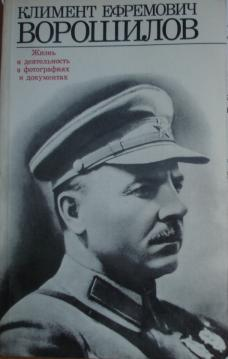 КЛИМЕНТ ЕФРЕМОВИЧ
ВОРОШИЛОВ
Жизнь
и деятельность
в фотографиях
и документах